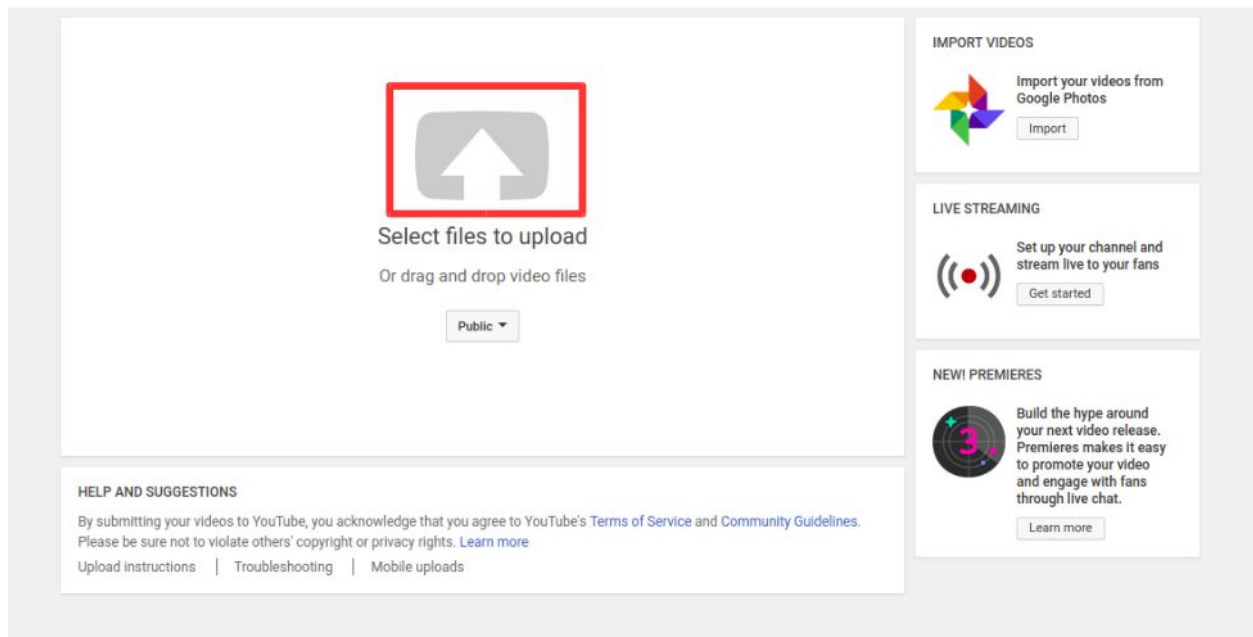 Select files to upload
Or drag and drop video files
Public
HELP AND SUGGESTIONS
By submitting your videos to YouTube, you acknowledge that you agree to YouTube's Terms of Service and Community Guidelines.
Please be sure not to violate others' copyright or privacy rights. Learn more
Upload instructions | Troubleshooting | Mobile uploads
IMPORT VIDEOS
Import your videos from
Google Photos
Import
LIVE STREAMING
Set up your channel and
stream live to your fans
Get started
NEW! PREMIERES
3
Build the hype around
your next video release.
Premieres makes it easy
to promote your video
and engage with fans
through live chat.
Learn more